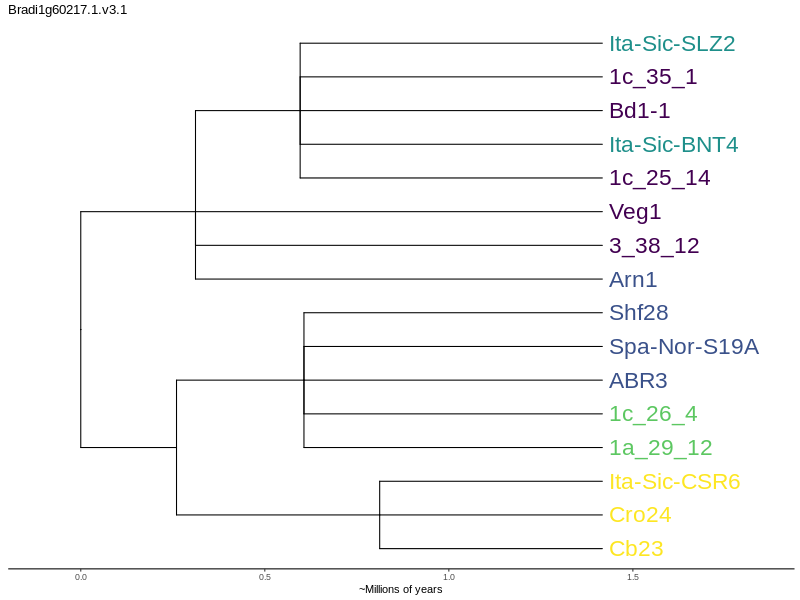 Bradi1g60217.1.v3.1
Ita-Sic-SLZ2
1c_35_1
Bd1-1
Ita-Sic-BNT4
1c_25_14
Veg1
3_38_12
Arn1
Shf28
Spa-Nor-S19A
ABR3
1c_26_4
1a_29_12
Ita-Sic-CSR6
Cro24
Cb23
0.0 0.5 1.0 1.5
~Millions of years